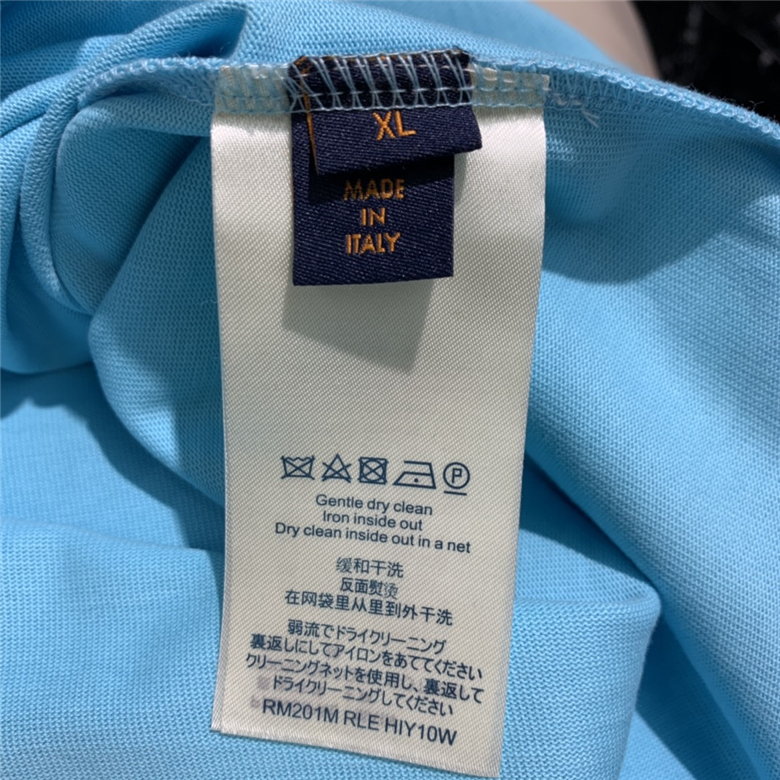 XL
MADE
IN
ITALY
P
Gentle dry clean
Iron inside out
Dry clean inside out in a net
缓和干洗
反面熨烫
在网袋里从里到外干洗
弱流でドライクリーニング
裏返しにしてアイロンをあててください
クリーニングネットを使用し、裏返して
ドライクリーニングしてください
RM201M RLE HIY10W